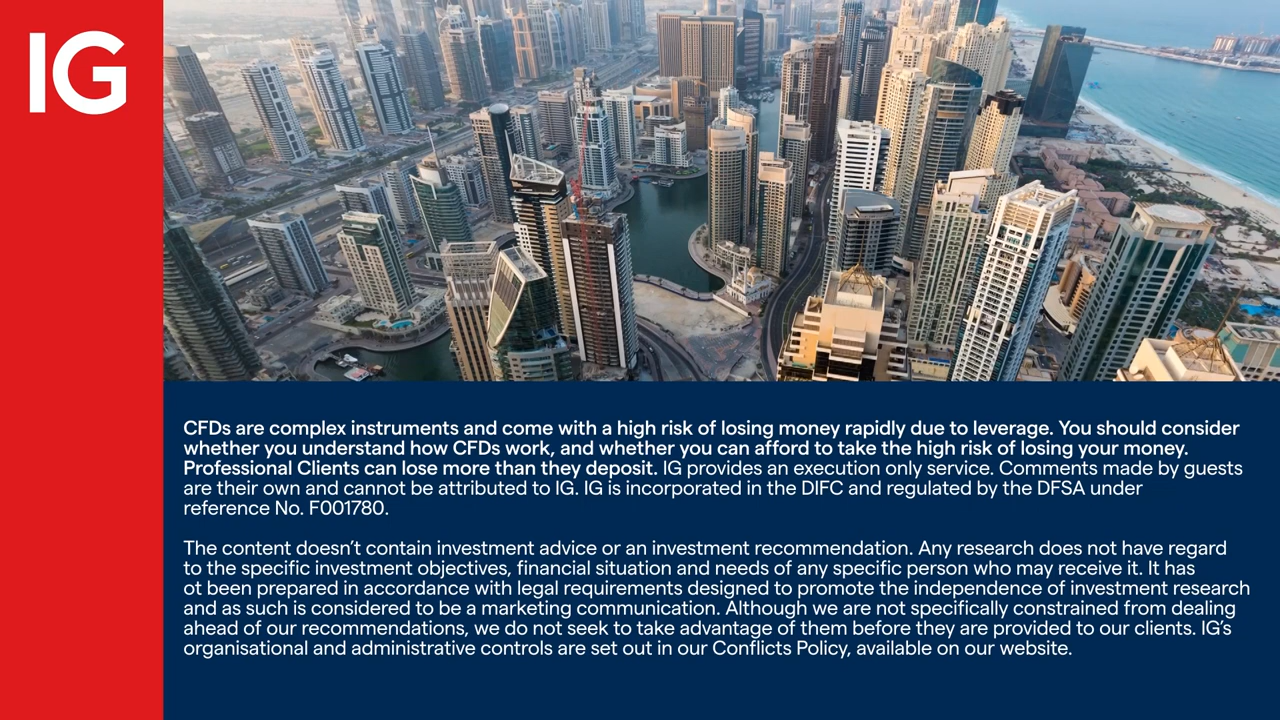 IG
CFDs are complex instruments and come with a high risk of losing money rapidly due to leverage. You should consider
whether you understand how CFDs work, and whether you can afford to take the high risk of losing your money.
Professional Clients can lose more than they deposit. IG provides an execution only service. Comments made by guests
are their own and cannot be attributed to IG. IG is incorporated in the DIFC and regulated by the DFSA under
reference No. F001780.
The content doesn’t contain investment advice or an investment recommendation. Any research does not have regard
to the specific investment objectives, financial situation and needs of any specific person who may receive it. It has
ot been prepared in accordance with legal requirements designed to promote the independence of investment research
and as such is considered to be a marketing communication. Although we are not specifically constrained from dealing
ahead of our recommendations, we do not seek to take advantage of them before they are provided to our clients. IG’s
organisational and administrative controls are set out in our Conflicts Policy, available on our website.